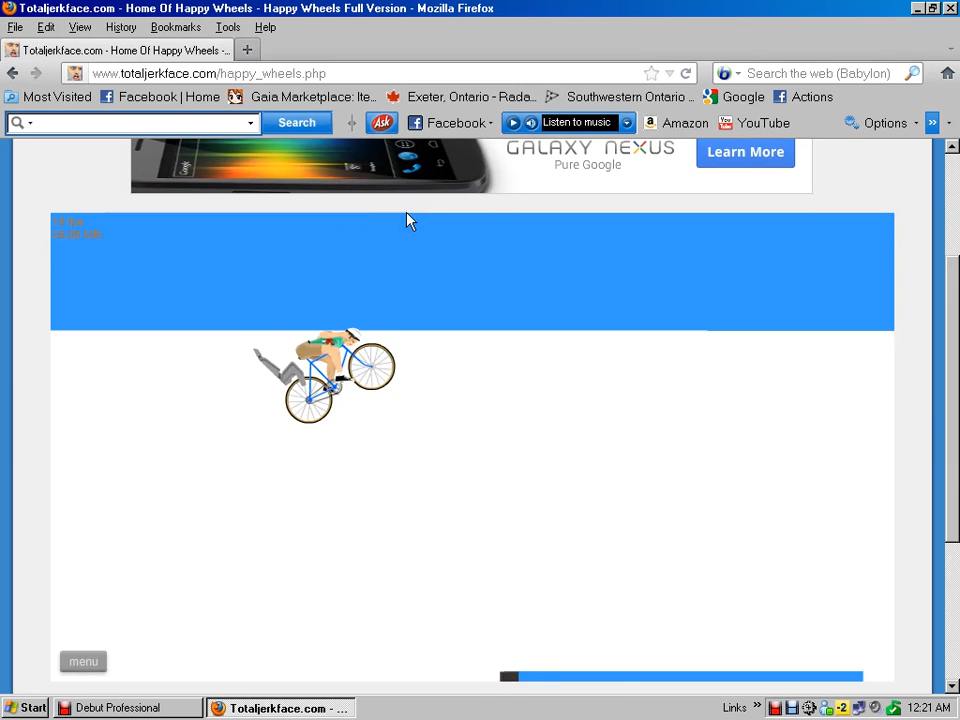 Totaljerkface.com - Home Of Happy Wheels - Happy Wheels Full Version - Mozilla Firefox
File Edit View History Bookmarks Tools Help
Totaljerkface.com - Home Of Happy Wheels -...
www.totaljerkface.com/happy_wheels.php Search the web (Babylon)
Most Visited Facebook | Home Gaia Marketplace: Ite... Exeter, Ontario - Rada... Southwestern Ontario ... Google Actions
Search Ask Facebook Listen to music Amazon YouTube Options »
GALAXY NEXUS
Pure Google
Learn More
menu
Start Debut Professional Totaljerkface.com - ... Links » -2 12:21 AM